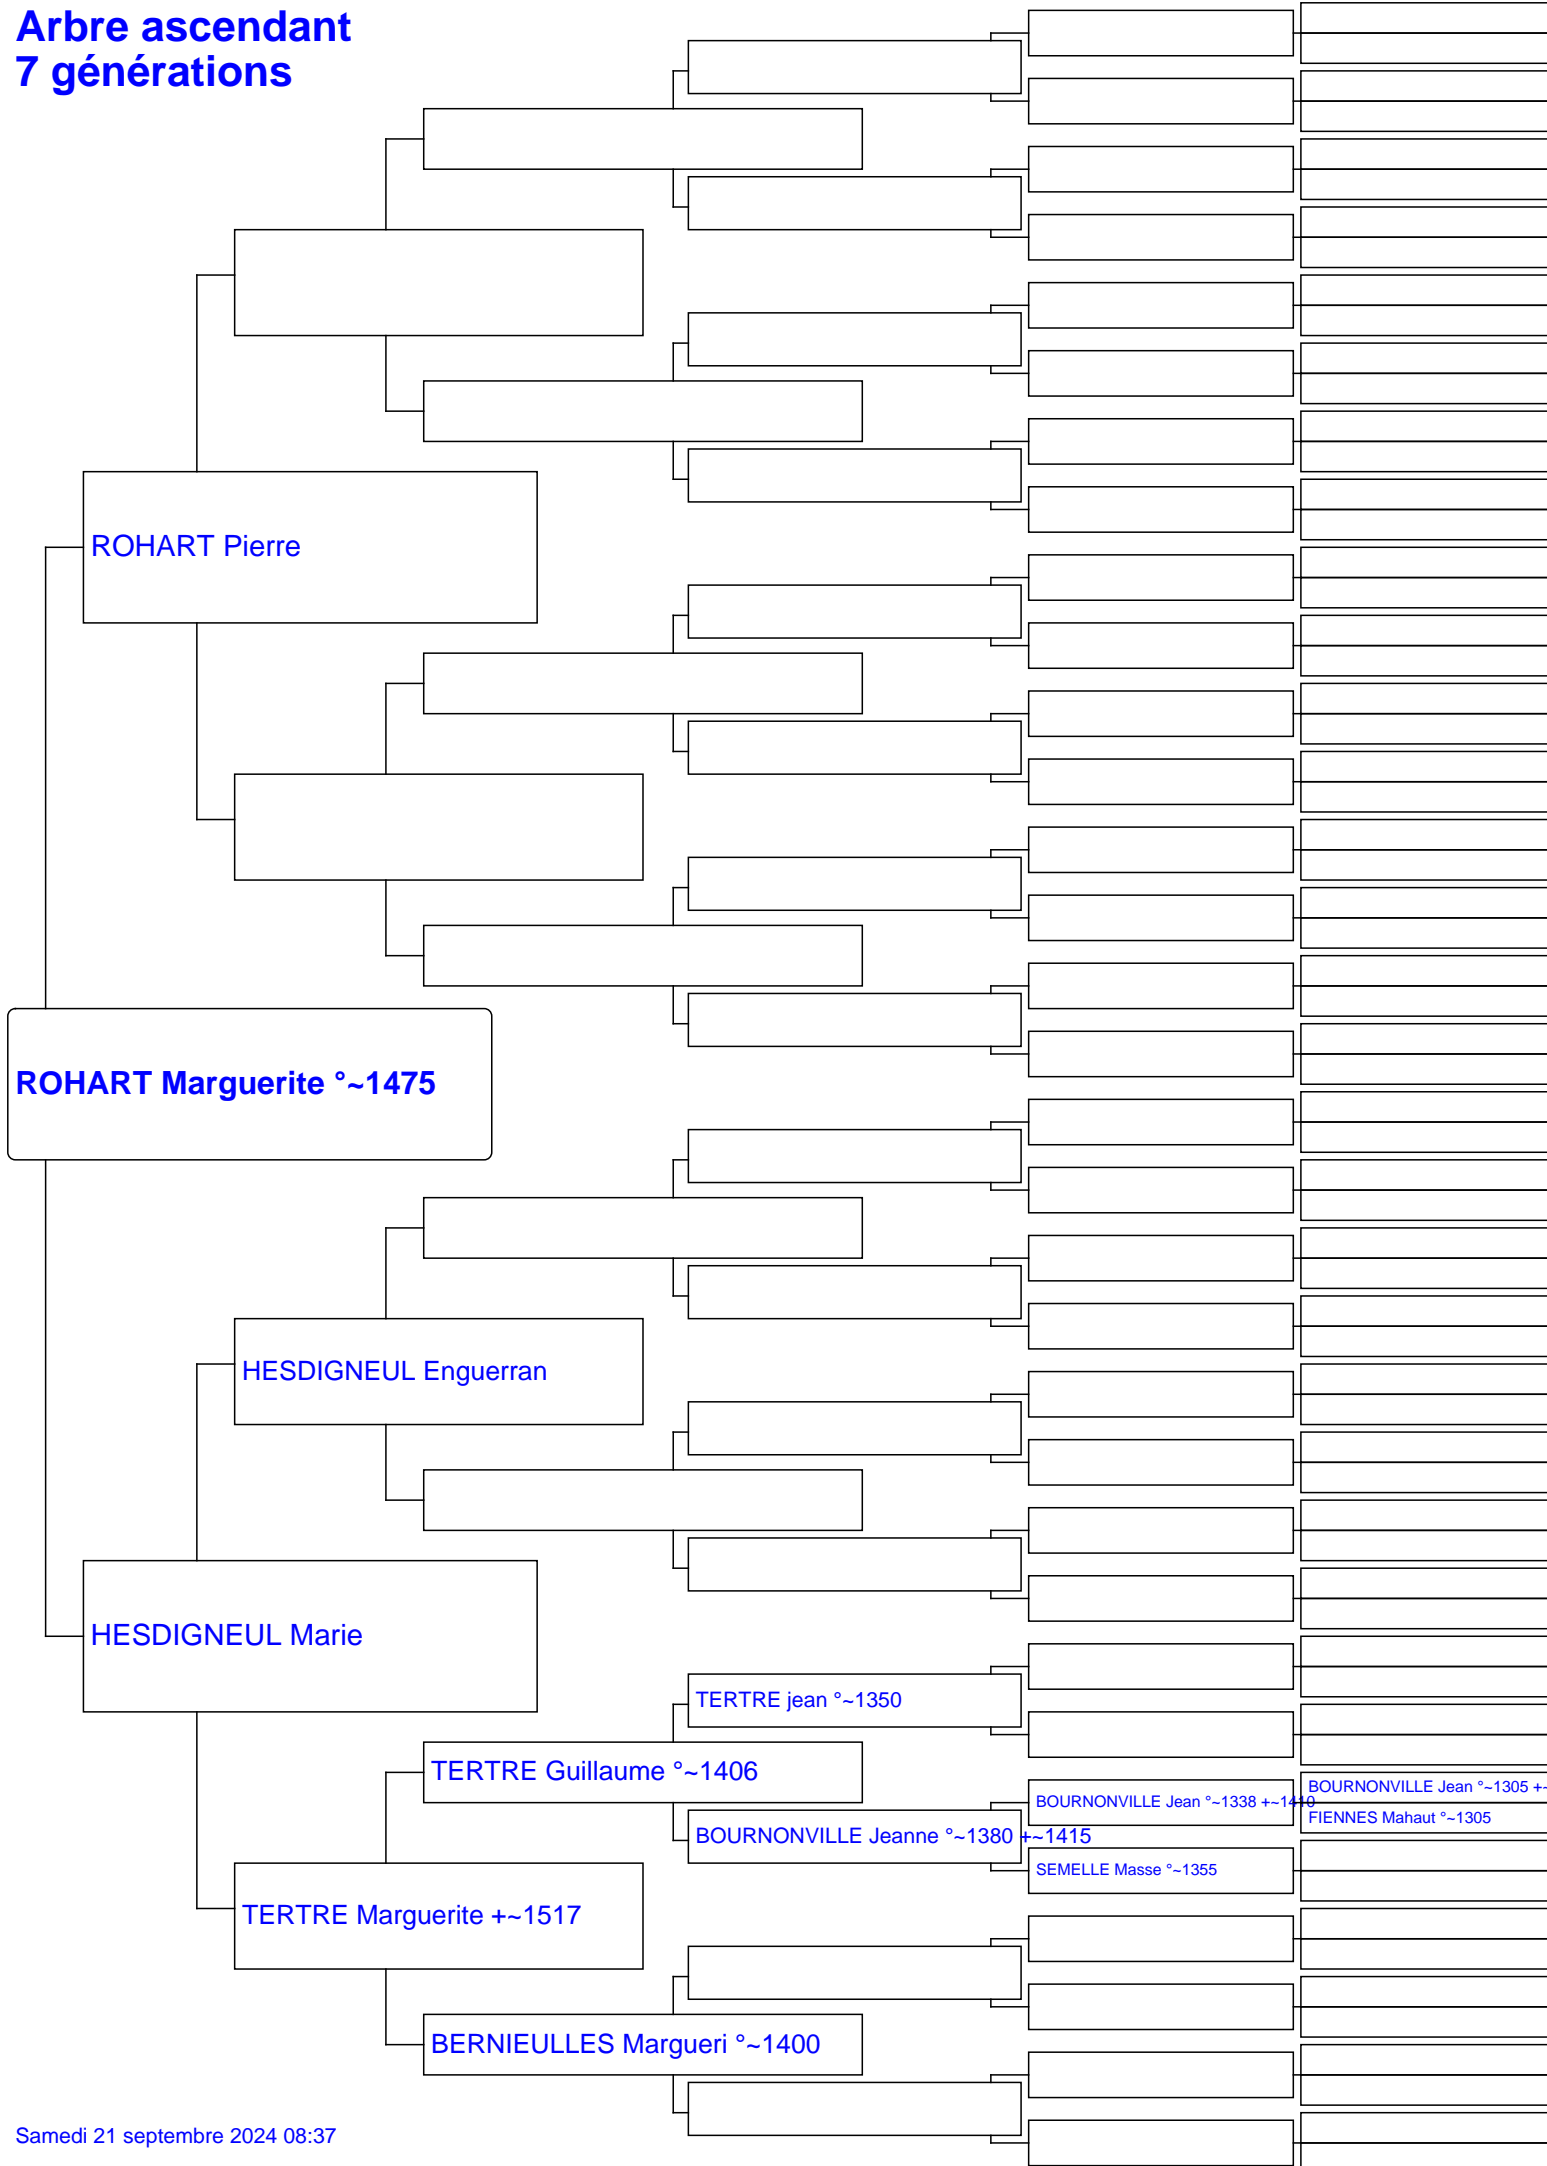 Arbre ascendant
7 générations
ROHART Pierre
ROHART Marguerite °~1475
HESDIGNEUL Enguerran
HESDIGNEUL Marie
TERTRE jean °~1350
TERTRE Guillaume °~1406
BOURNONVILLE Jean °~1305 +~
BOURNONVILLE Jean °~1338 +~1410
FIENNES Mahaut °~1305
BOURNONVILLE Jeanne °~1380 +~1415
SEMELLE Masse °~1355
TERTRE Marguerite +~1517
BERNIEULLES Margueri °~1400
Samedi 21 septembre 2024 08:37